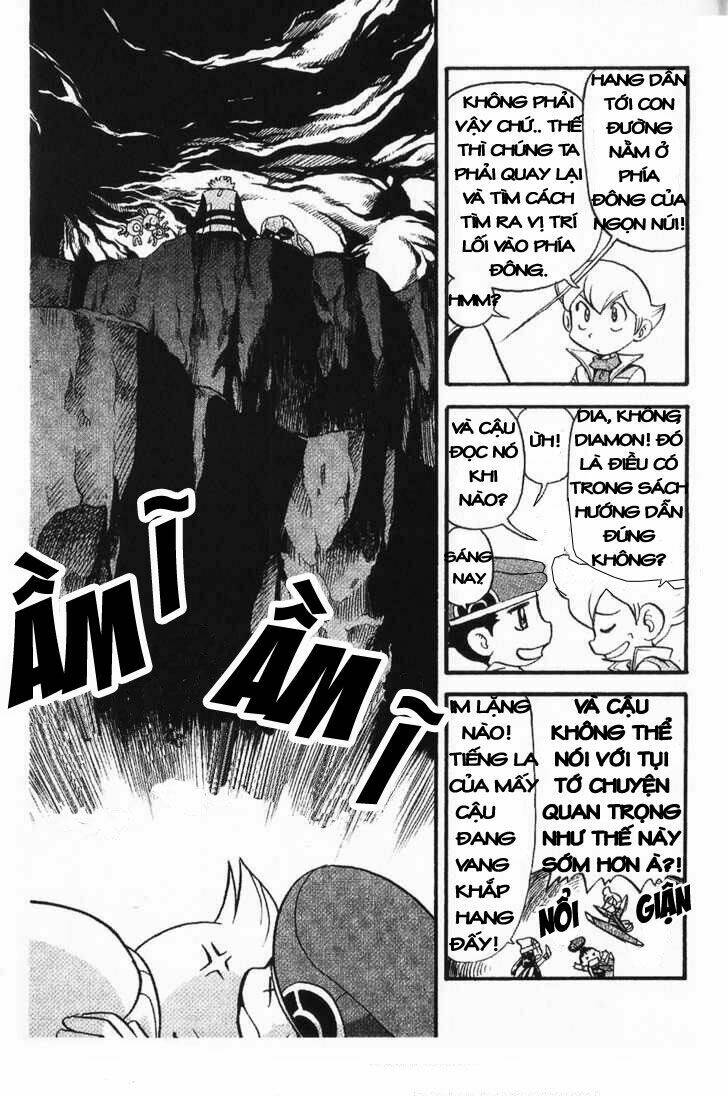 HANG DẪN
TỚI CON
ĐƯỜNG
NẰM Ở
PHÍA
ĐÔNG CỦA
NGỌN NÚI!
KHÔNG PHẢI
VẬY CHỨ.. THẾ
THÌ CHÚNG TA
PHẢI QUAY LẠI
VÀ TÌM CÁCH
TÌM RA VỊ TRÍ
LỐI VÀO PHÍA
ĐÔNG.
HMM?
DIA, KHÔNG,
DIAMON! ĐÓ
LÀ ĐIỀU CÓ
TRONG SÁCH
HƯỚNG DẪN
ĐÚNG
KHÔNG?
ỪH!
VÀ CẬU
ĐỌC NÓ
KHI
NÀO?
SÁNG
NAY.
VÀ CẬU
KHÔNG THỂ
NÓI VỚI TỤI
TỚ CHUYỆN
QUAN TRỌNG
NHƯ THẾ NÀY
SỚM HƠN À?!
NỔI
GIẬN
IM LẶNG
NÀO!
TIẾNG LA
CỦA MẤY
CẬU
ĐANG
VANG
KHẮP
HANG
ĐẤY!
ẦM Ĩ
ẦM Ĩ